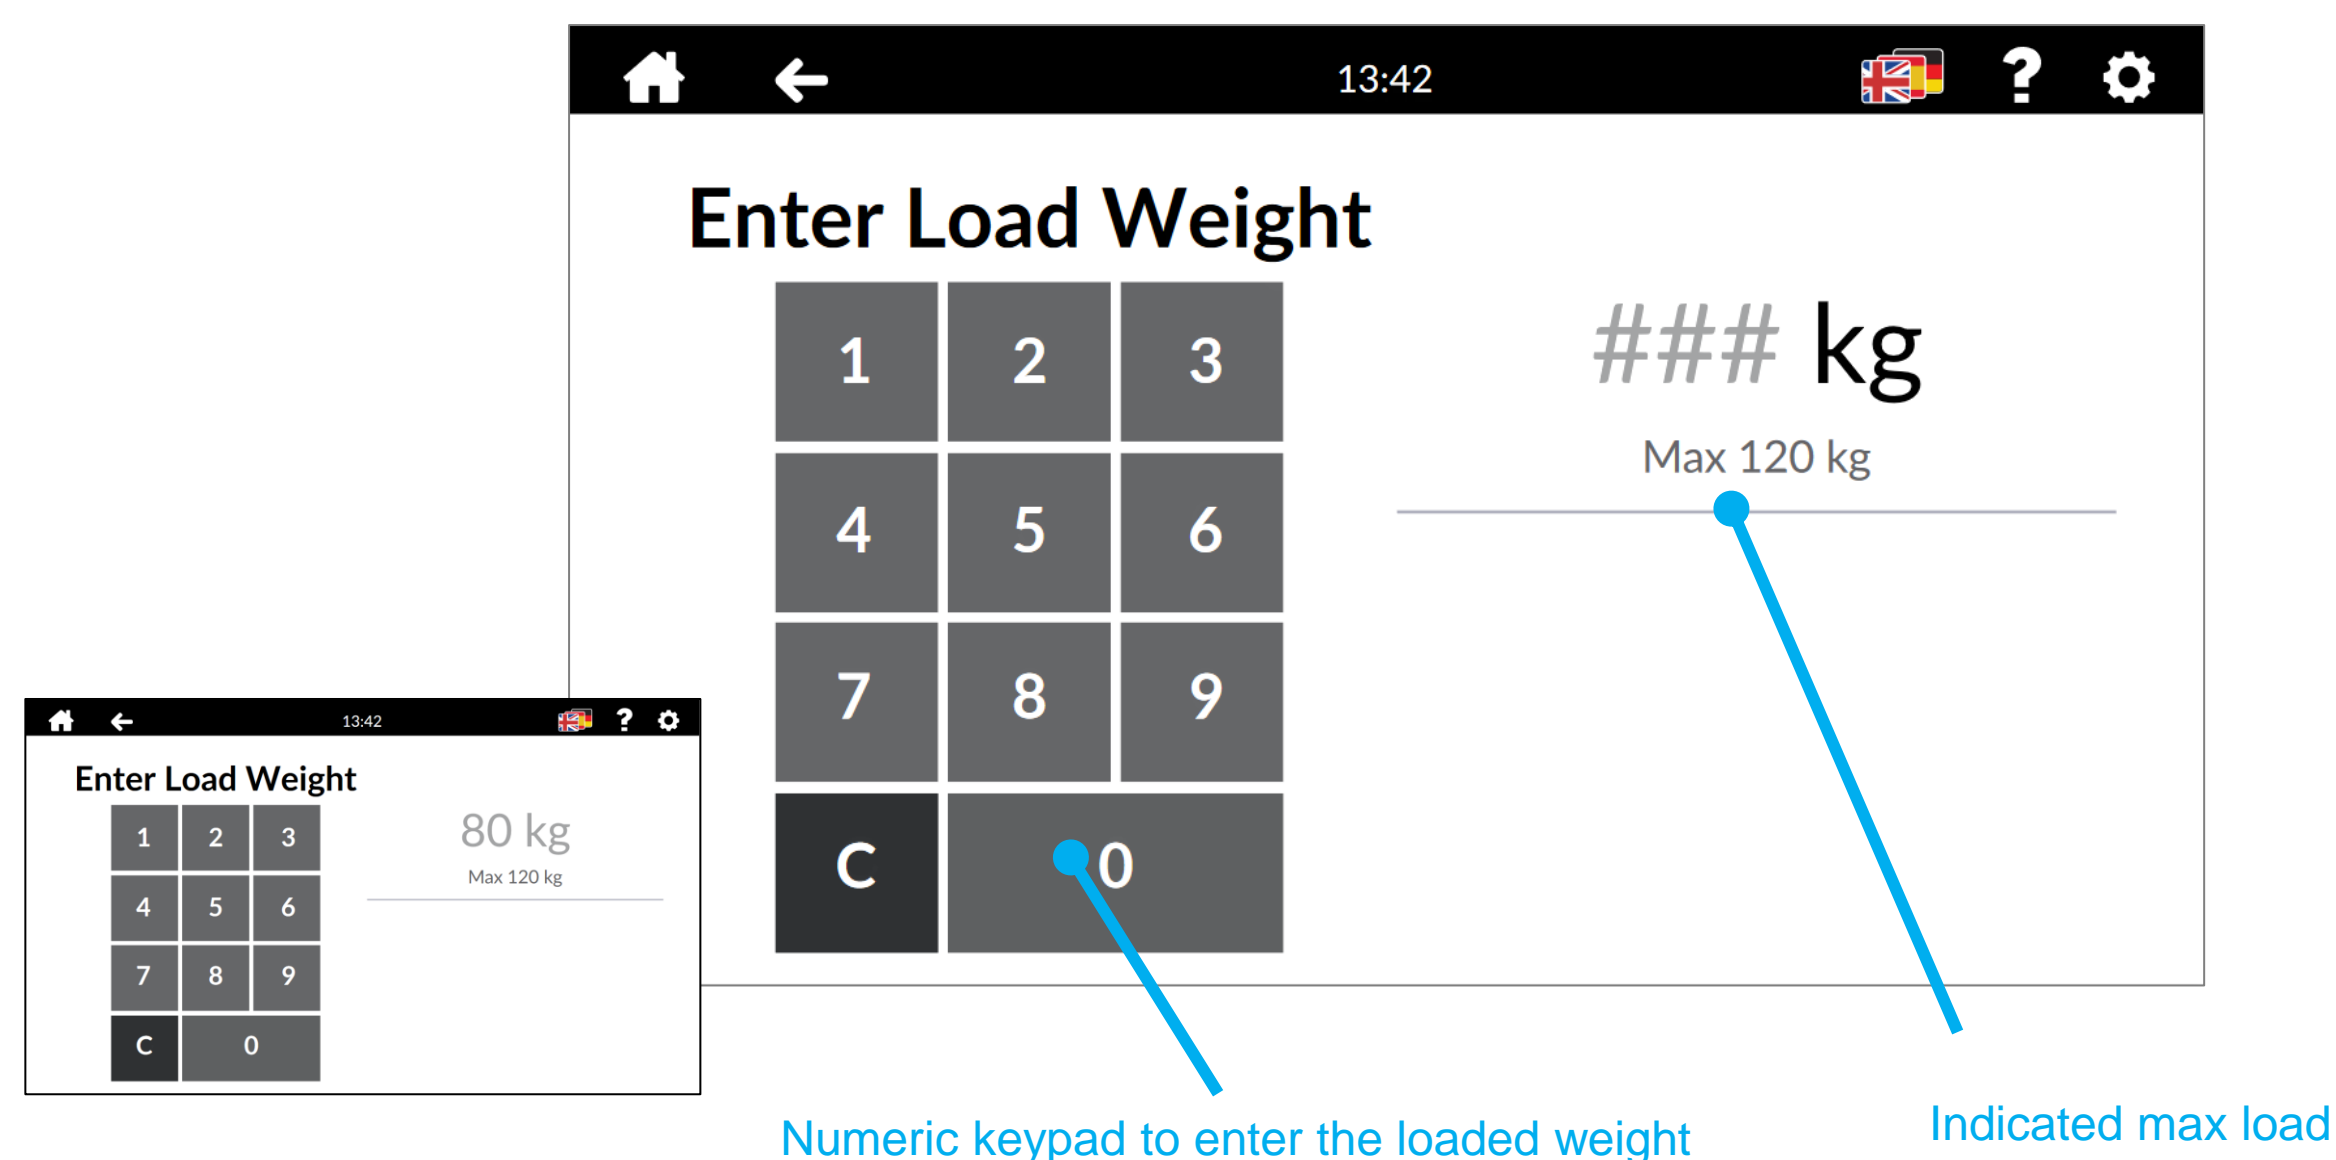 13:42
Enter Load Weight
1 2 3
### kg
Max 120 kg
4 5 6
7 8 9
C 0
13:42
Enter Load Weight
1 2 3
80 kg
Max 120 kg
4 5 6
7 8 9
C 0
Numeric keypad to enter the loaded weight
Indicated max load